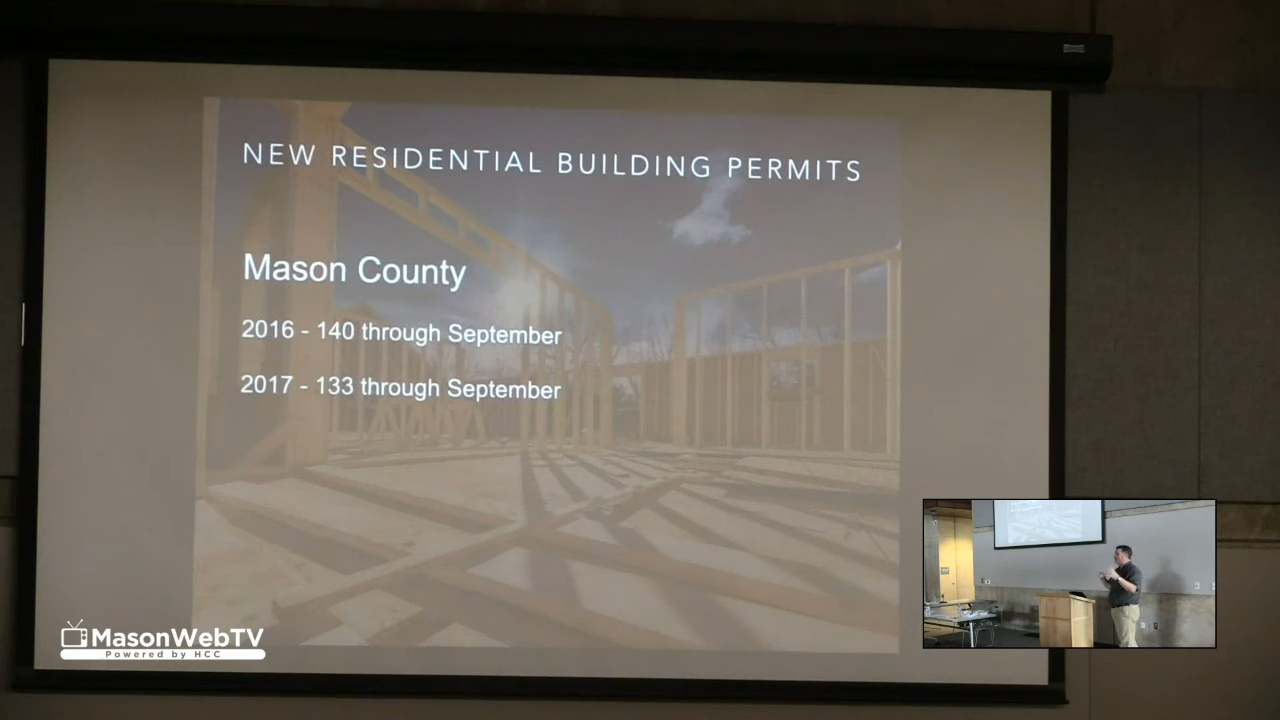 NEW RESIDENTIAL BUILDING PERMITS
Mason County
2016 - 140 through September
2017 - 133 through September
MasonWebTV
Powered by HCC